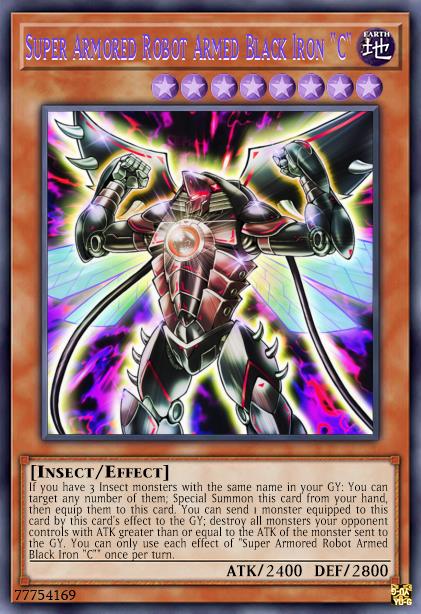 Super Armored Robot Armed Black Iron "C"
EARTH
地
[Insect/Effect]
If you have 3 Insect monsters with the same name in your GY: You can
target any number of them; Special Summon this card from your hand,
then equip them to this card. You can send 1 monster equipped to this
card by this card's effect to the GY; destroy all monsters your opponent
controls with ATK greater than or equal to the ATK of the monster sent
to the GY. You can only use each effect of "Super Armored Robot Armed
Black Iron "C"" once per turn.
ATK/2400 DEF/2800
77754169